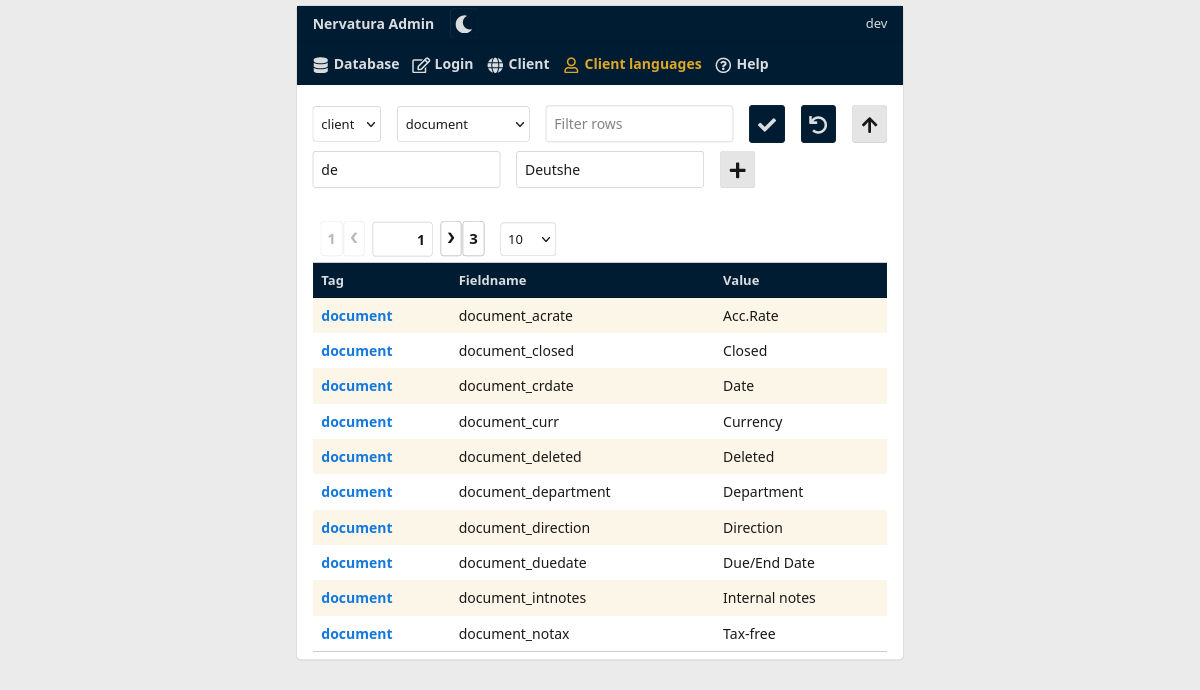 Nervatura Admin dev
Database Login Client Client languages Help
client document Filter rows
de Deutshe
1 ❮ 1 ❯ 3 10
Tag Fieldname Value
document document_acrate Acc.Rate
document document_closed Closed
document document_crdate Date
document document_curr Currency
document document_deleted Deleted
document document_department Department
document document_direction Direction
document document_duedate Due/End Date
document document_intnotes Internal notes
document document_notax Tax-free